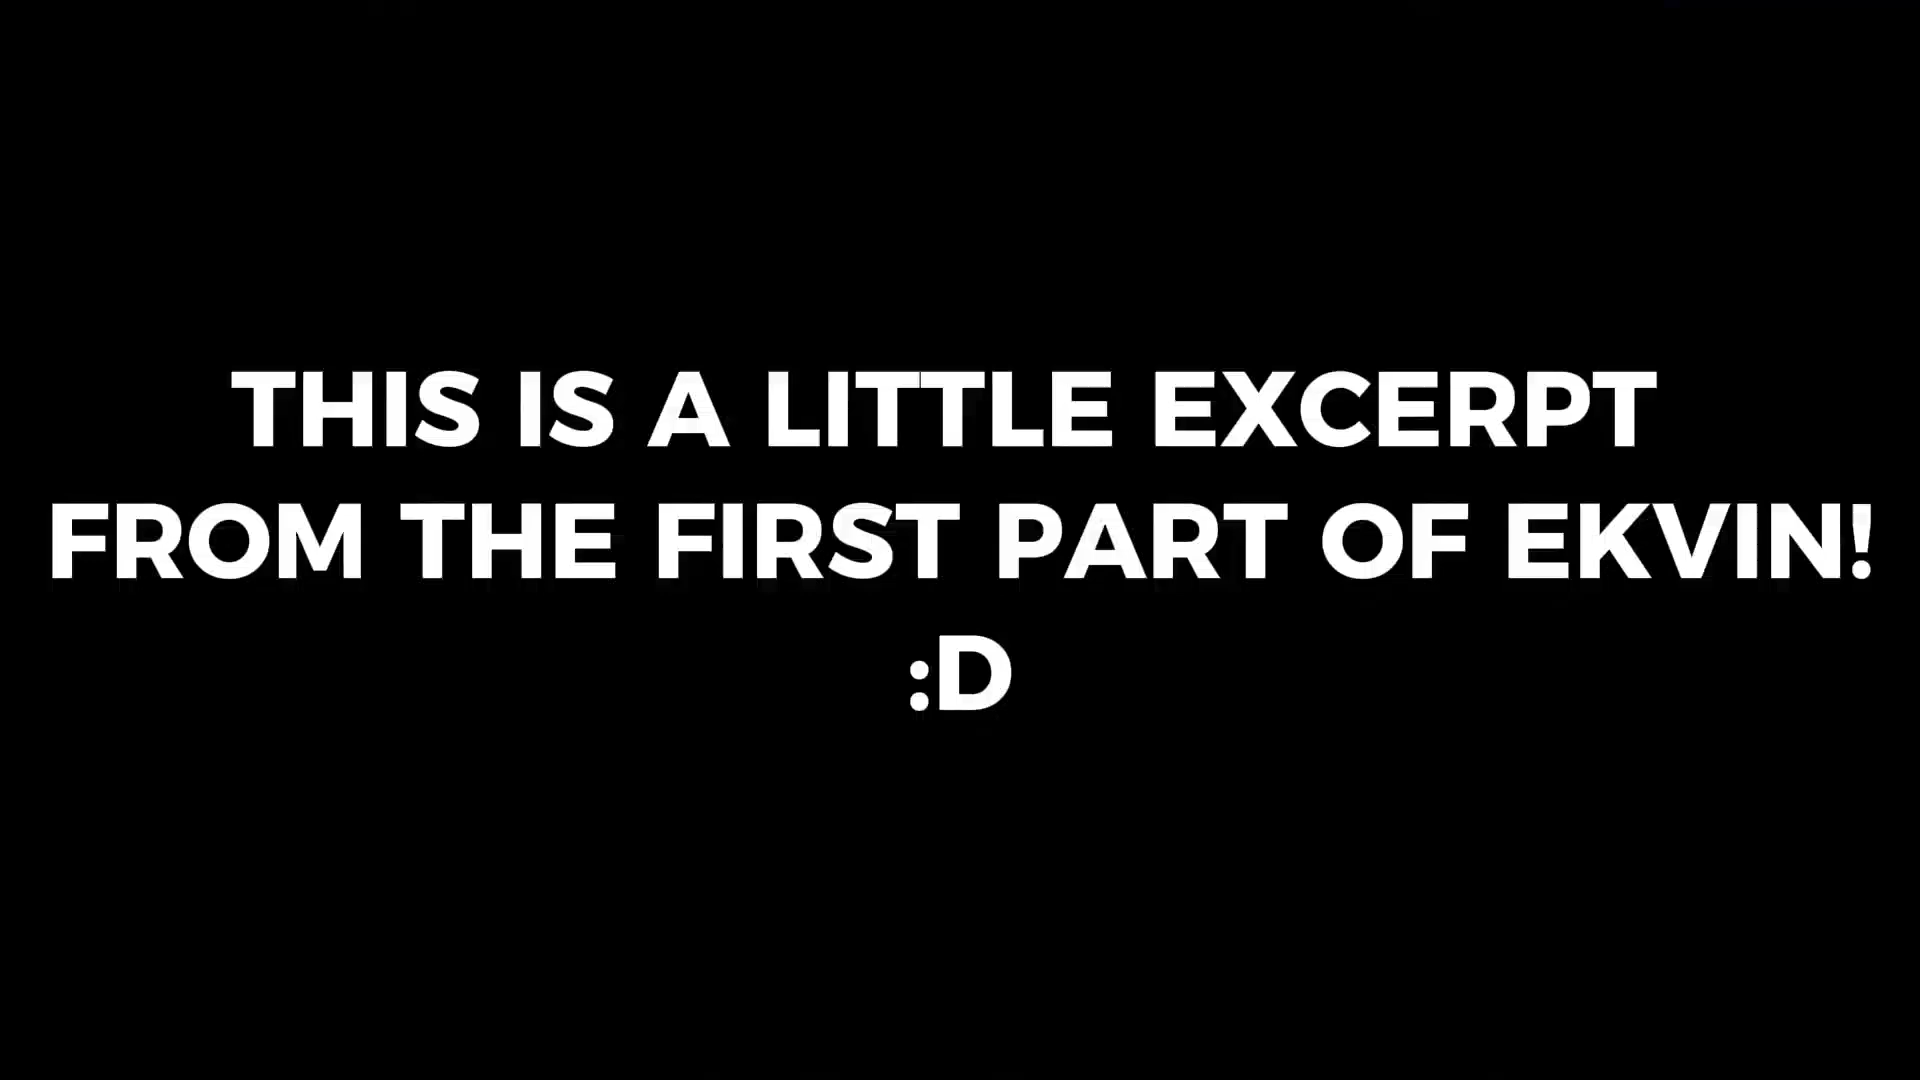 THIS IS A LITTLE EXCERPT
FROM THE FIRST PART OF EKVIN!
:D